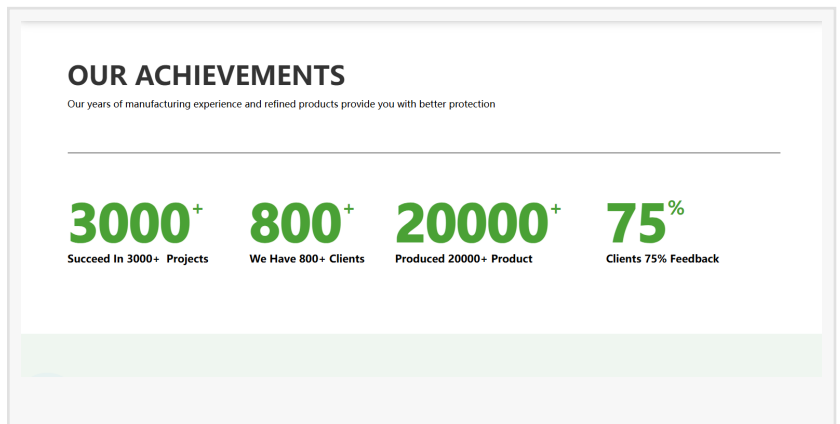 OUR ACHIEVEMENTS
Our years of manufacturing experience and refined products provide you with better protection
3000+ 800+ 20000+ 75%
Succeed In 3000+ Projects We Have 800+ Clients Produced 20000+ Product Clients 75% Feedback